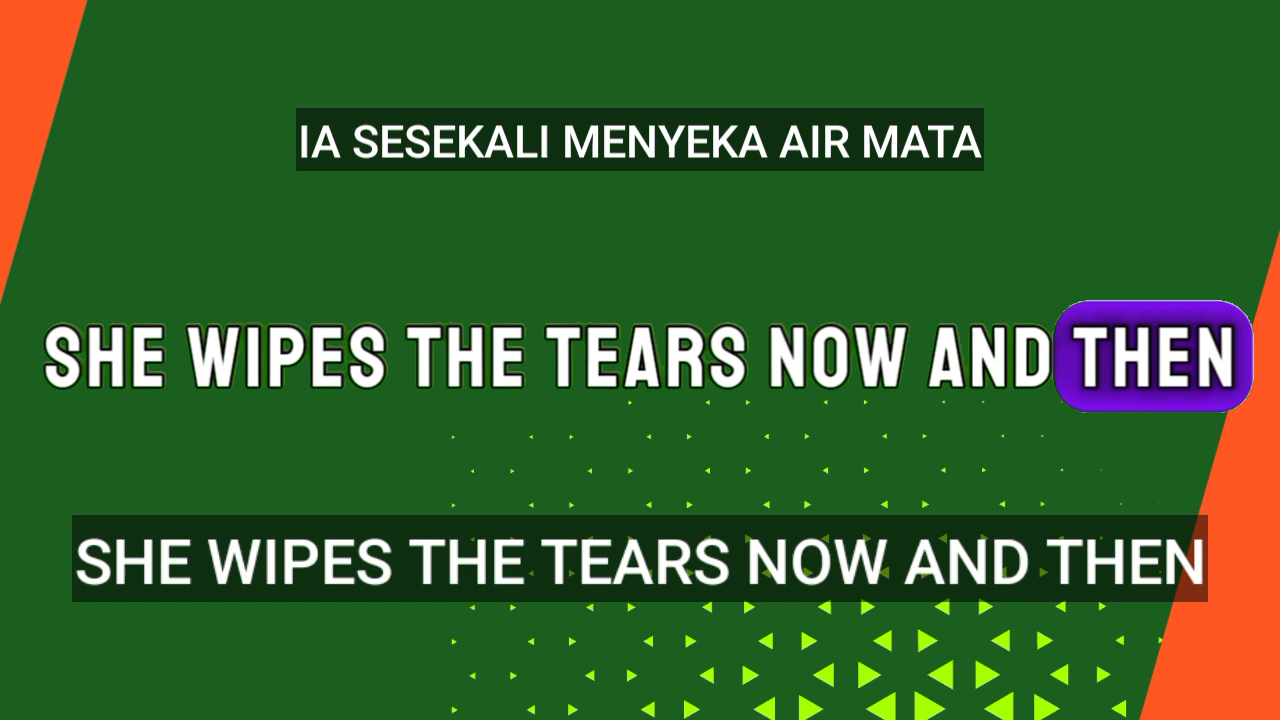 IA SESEKALI MENYEKA AIR MATA
SHE WIPES THE TEARS NOW AND THEN
SHE WIPES THE TEARS NOW AND THEN